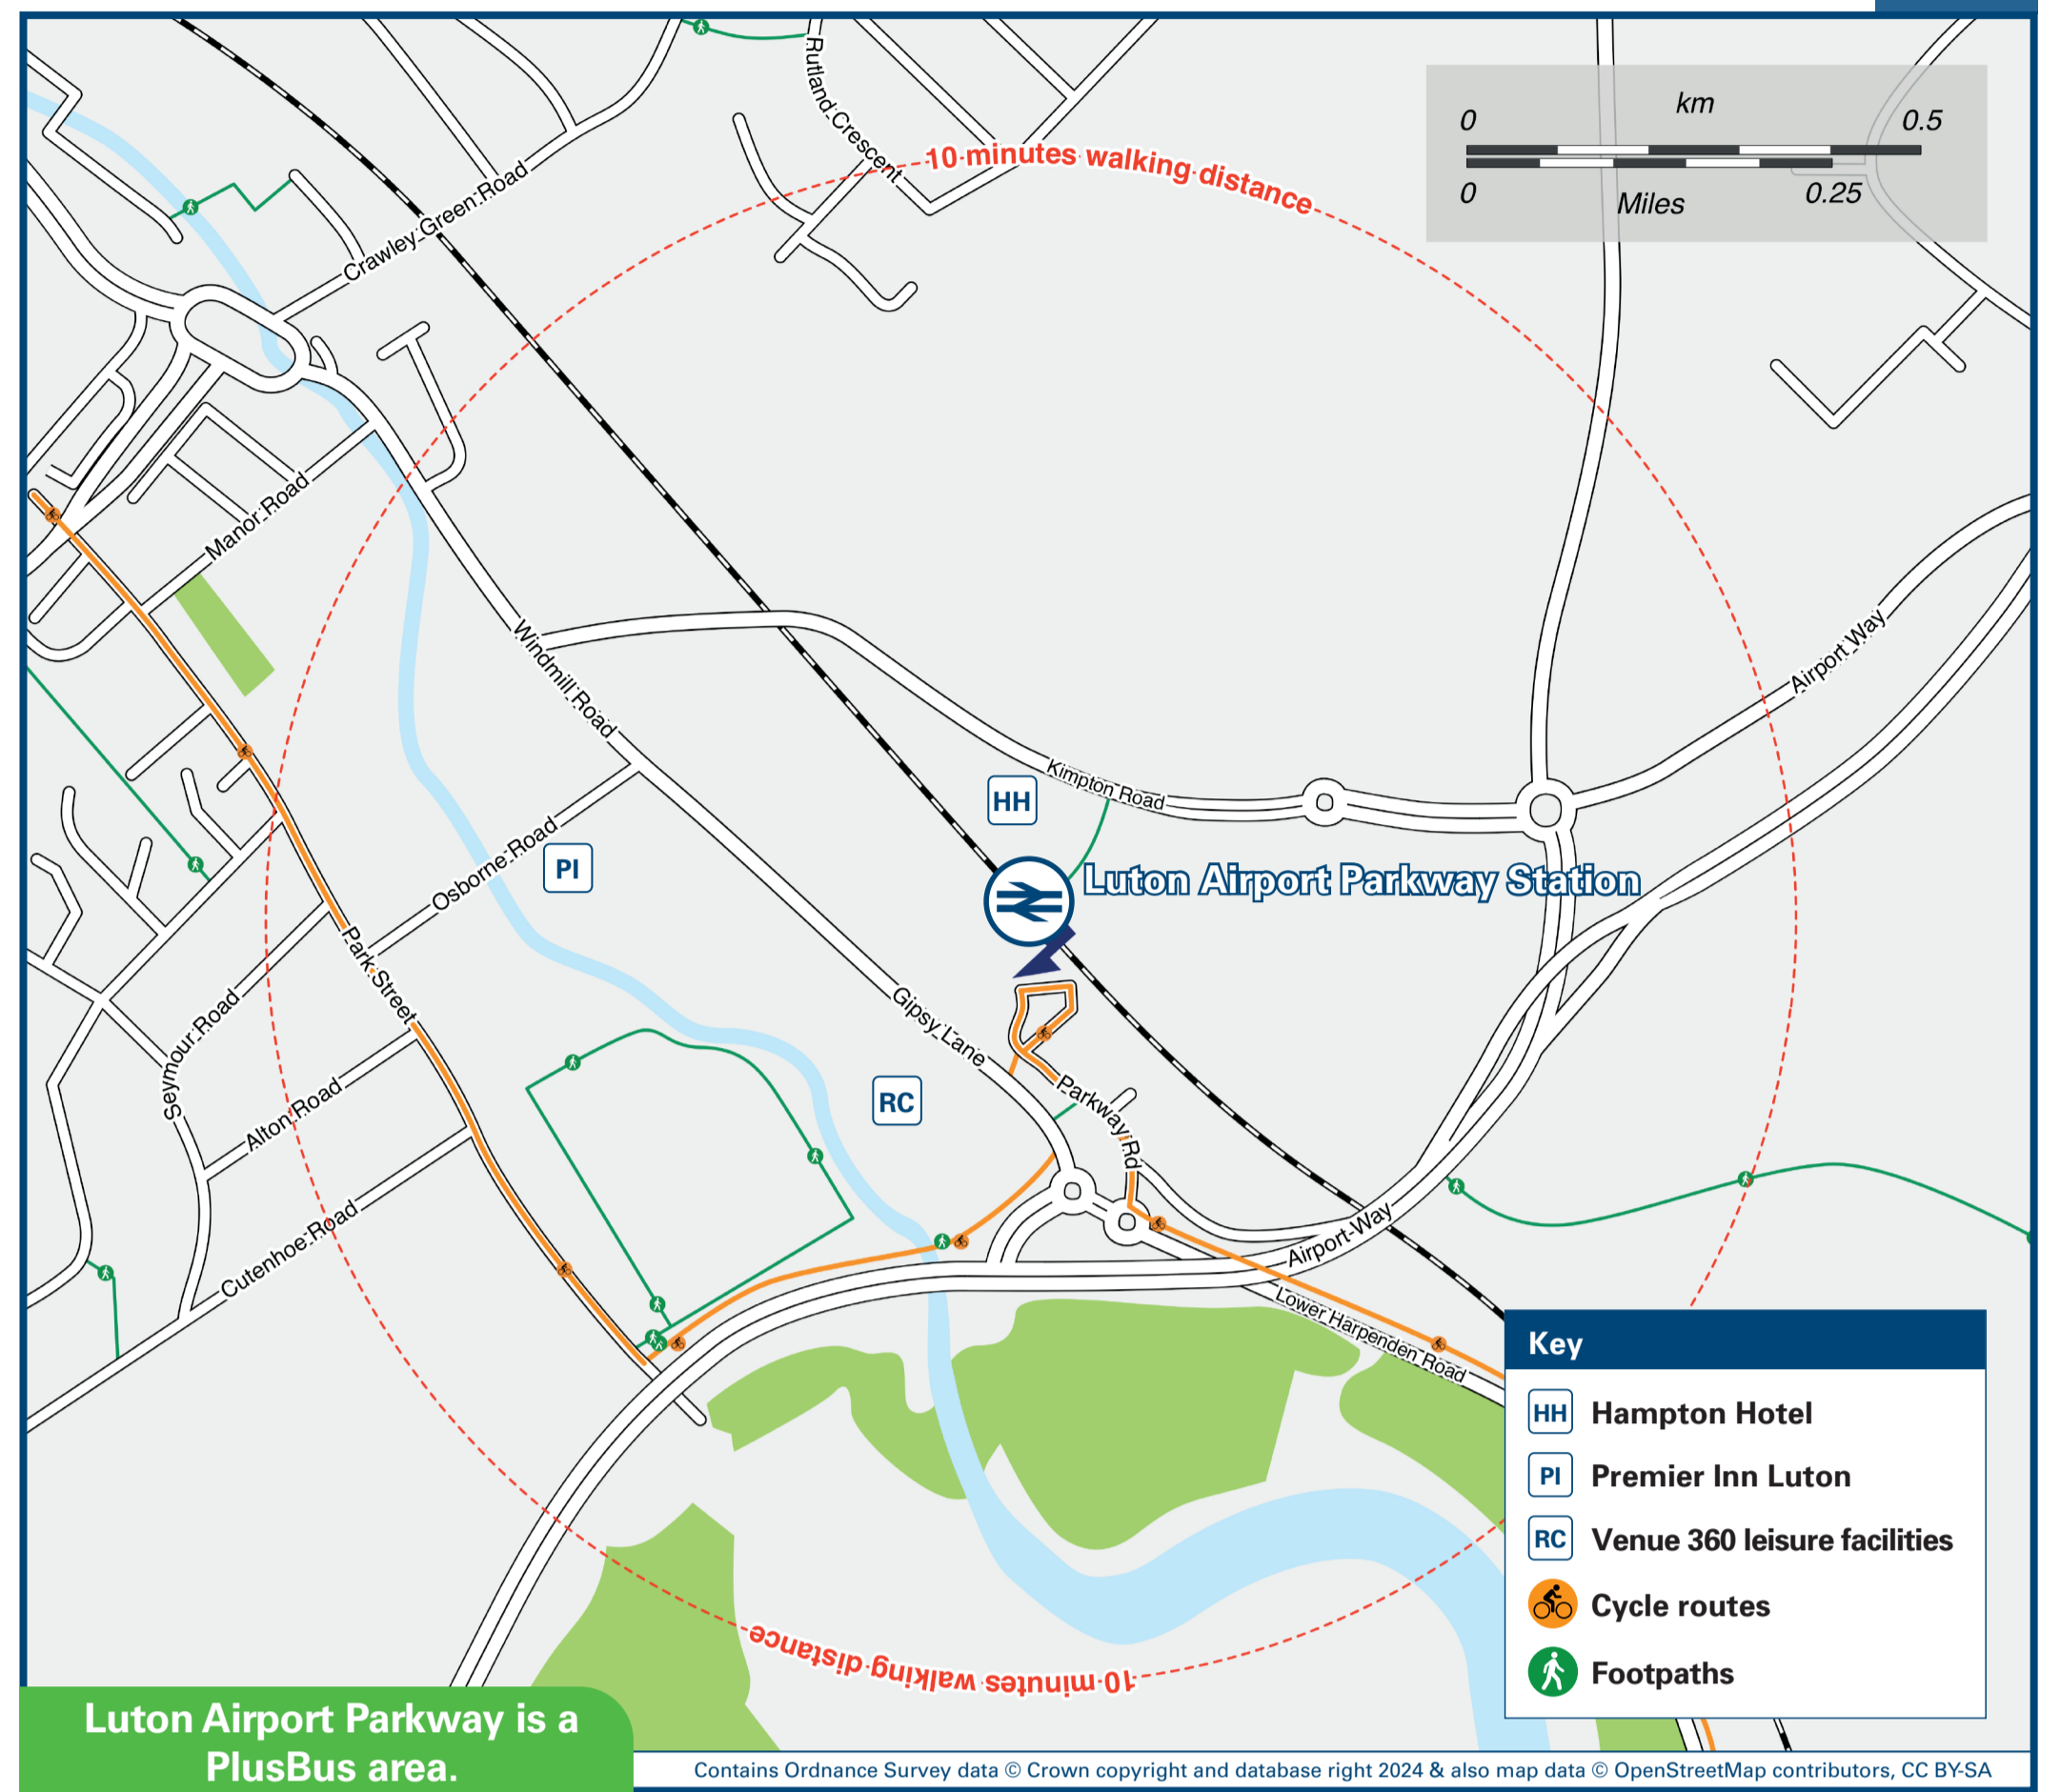 Rutland Crescent
km
0
0.5
0
Miles
0.25
10 minutes walking distance
Crawley Green Road
Manor Road
Windmill Road
Airport Way
Kimpton Road
HH
Osborne Road
PI
Luton Airport Parkway Station
Park Street
Seymour Road
Gipsy Lane
Parkway Rd
RC
Alton Road
Cutenhoe Road
Airport Way
Lower Harpenden Road
10 minutes walking distance
Key
HH Hampton Hotel
PI Premier Inn Luton
RC Venue 360 leisure facilities
Cycle routes
Footpaths
Luton Airport Parkway is a
PlusBus area.
Contains Ordnance Survey data © Crown copyright and database right 2024 & also map data © OpenStreetMap contributors, CC BY-SA